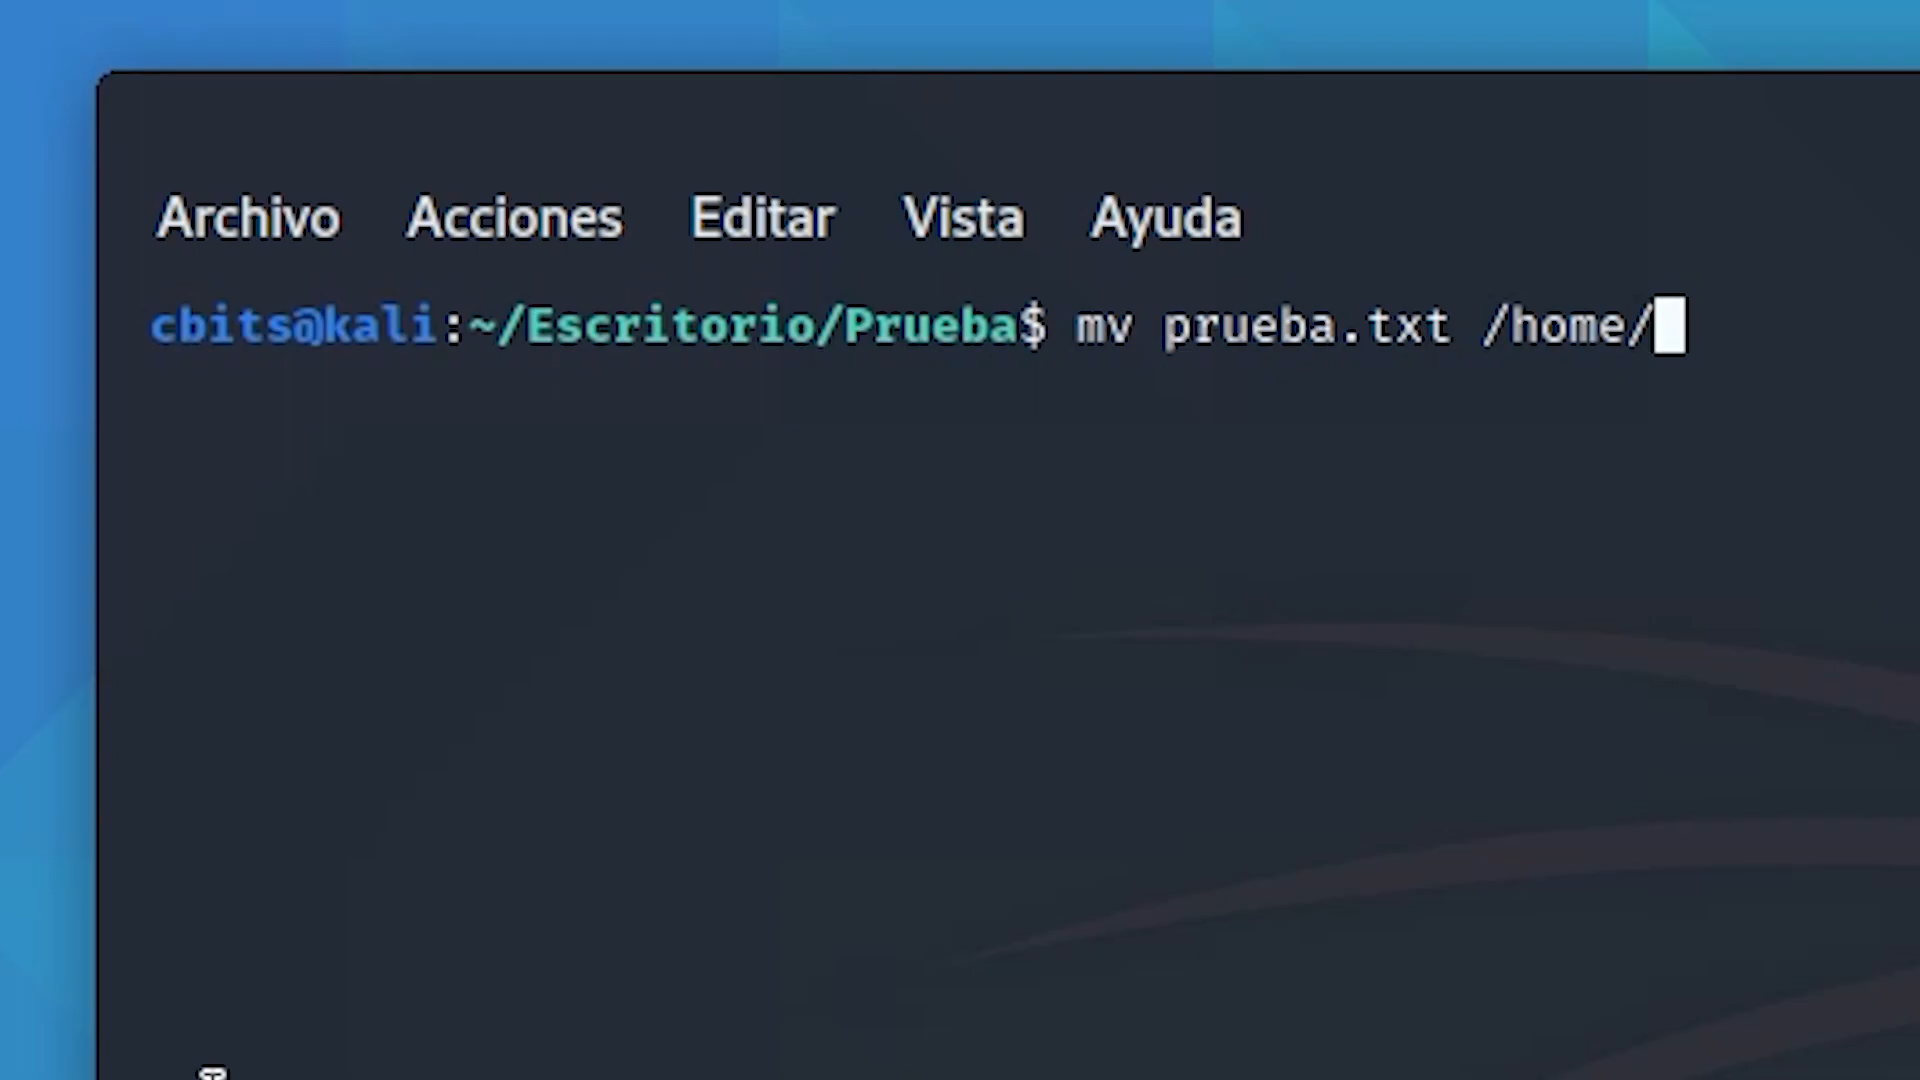 Archivo Acciones Editar Vista Ayuda
cbits@kali:~/Escritorio/Prueba$ mv prueba.txt /home/